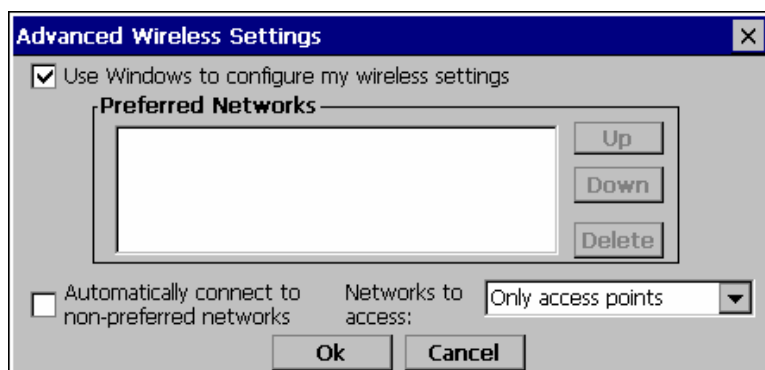 Advanced Wireless Settings
Use Windows to configure my wireless settings
Preferred Networks
Up
Down
Delete
Automatically connect to
non-preferred networks
Networks to
access:
Only access points
Ok
Cancel